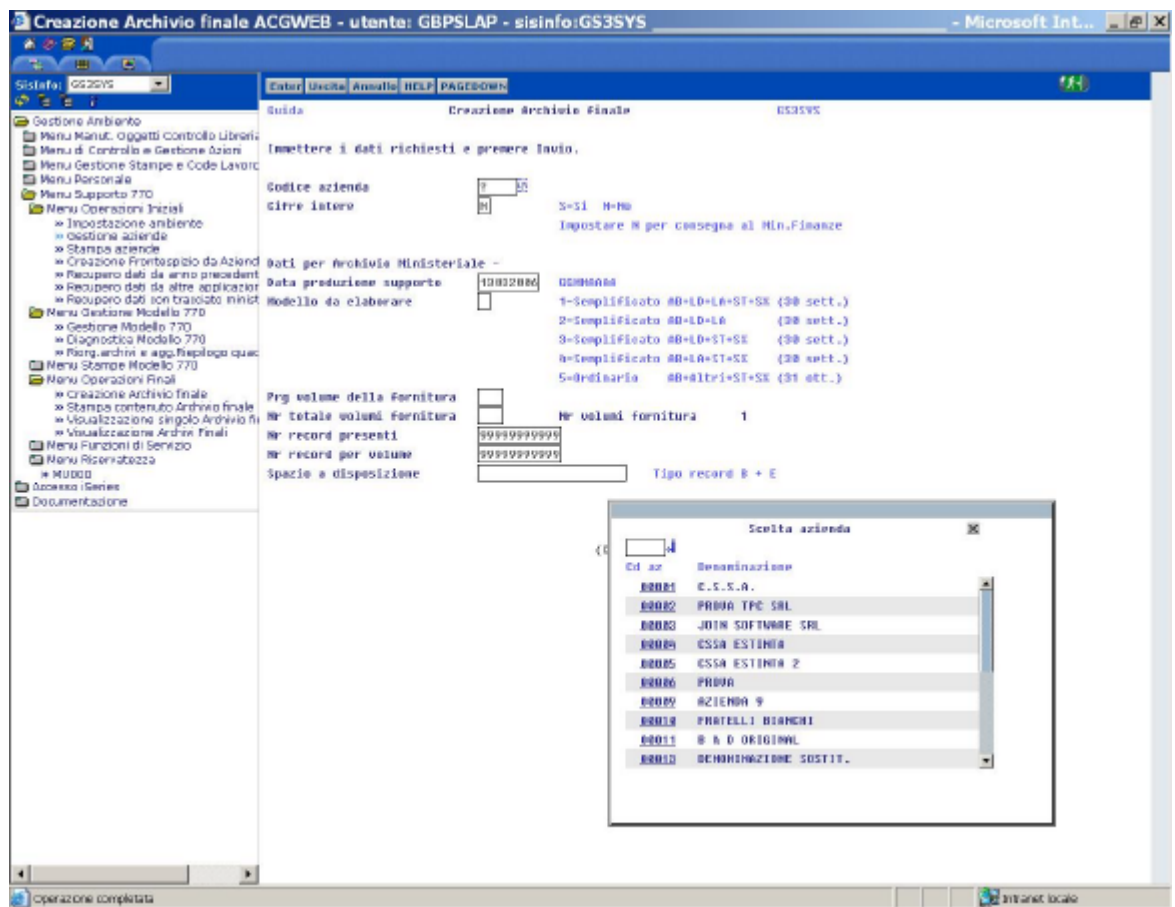 Creazione Archivio finale ACGWEB - utente: GBPSLAP - sisinfo:GS3SYS - Microsoft Int...
Sisinfo: GS3SYS
Gestione Ambiente
Menu Manut. Oggetti Controllo Libreria
Menu di Controllo e Gestione Azioni
Menu Gestione Stampe e Code Lavoro
Menu Personale
Menu Supporto 770
Menu Operazioni Iniziali
» Impostazione ambiente
» Gestione aziende
» Stampa aziende
» Creazione Frontespizio da Aziend
» Recupero dati da anno precedent
» Recupero dati da altre applicazion
» Recupero dati con tracciato minist
Menu Gestione Modello 770
» Gestione Modello 770
» Diagnostica Modello 770
» Riorg.archivi e agg.Riepilogo quad
Menu Stampe Modello 770
Menu Operazioni Finali
» Creazione Archivio finale
» Stampa contenuto Archivio finale
» Visualizzazione singolo Archivio fi
» Visualizzazione Archivi Finali
Menu Funzioni di Servizio
Menu Riservatezza
Accesso iSeries
Documentazione
Enter Uscita Annullo HELP PAGEDOWN
Guida Creazione Archivio finale GS3SYS
Immettere i dati richiesti e premere Invio.
Codice azienda ?
Cifre intere N S=Si N=No
Impostare N per consegna al Min.Finanze
Dati per Archivio Ministeriale -
Data produzione supporto GGMMAAAA
Modello da elaborare 1-Semplificato AB+LD+LA+ST+SX (30 sett.)
2-Semplificato AB+LD+LA (30 sett.)
3-Semplificato AB+LD+ST+SX (30 sett.)
4-Semplificato AB+LA+ST+SX (30 sett.)
5-Ordinario AB+Altri+ST+SX (31 ott.)
Prg volume della fornitura
Nr totale volumi fornitura Nr volumi fornitura 1
Nr record presenti 99999999999
Nr record per volume 99999999999
Spazio a disposizione Tipo record B + E
Scelta azienda
Cd az Denominazione
00001 C.S.S.A.
00002 PROVA TPC SRL
00003 JOIN SOFTWARE SRL
00004 CSSA ESTINTA
00005 CSSA ESTINTA 2
00006 PROVA
00009 AZIENDA 9
00010 FRATELLI BIANCHI
00011 B & D ORIGINAL
DENOMINAZIONE SOSTIT.
Operazione completata
Intranet locale